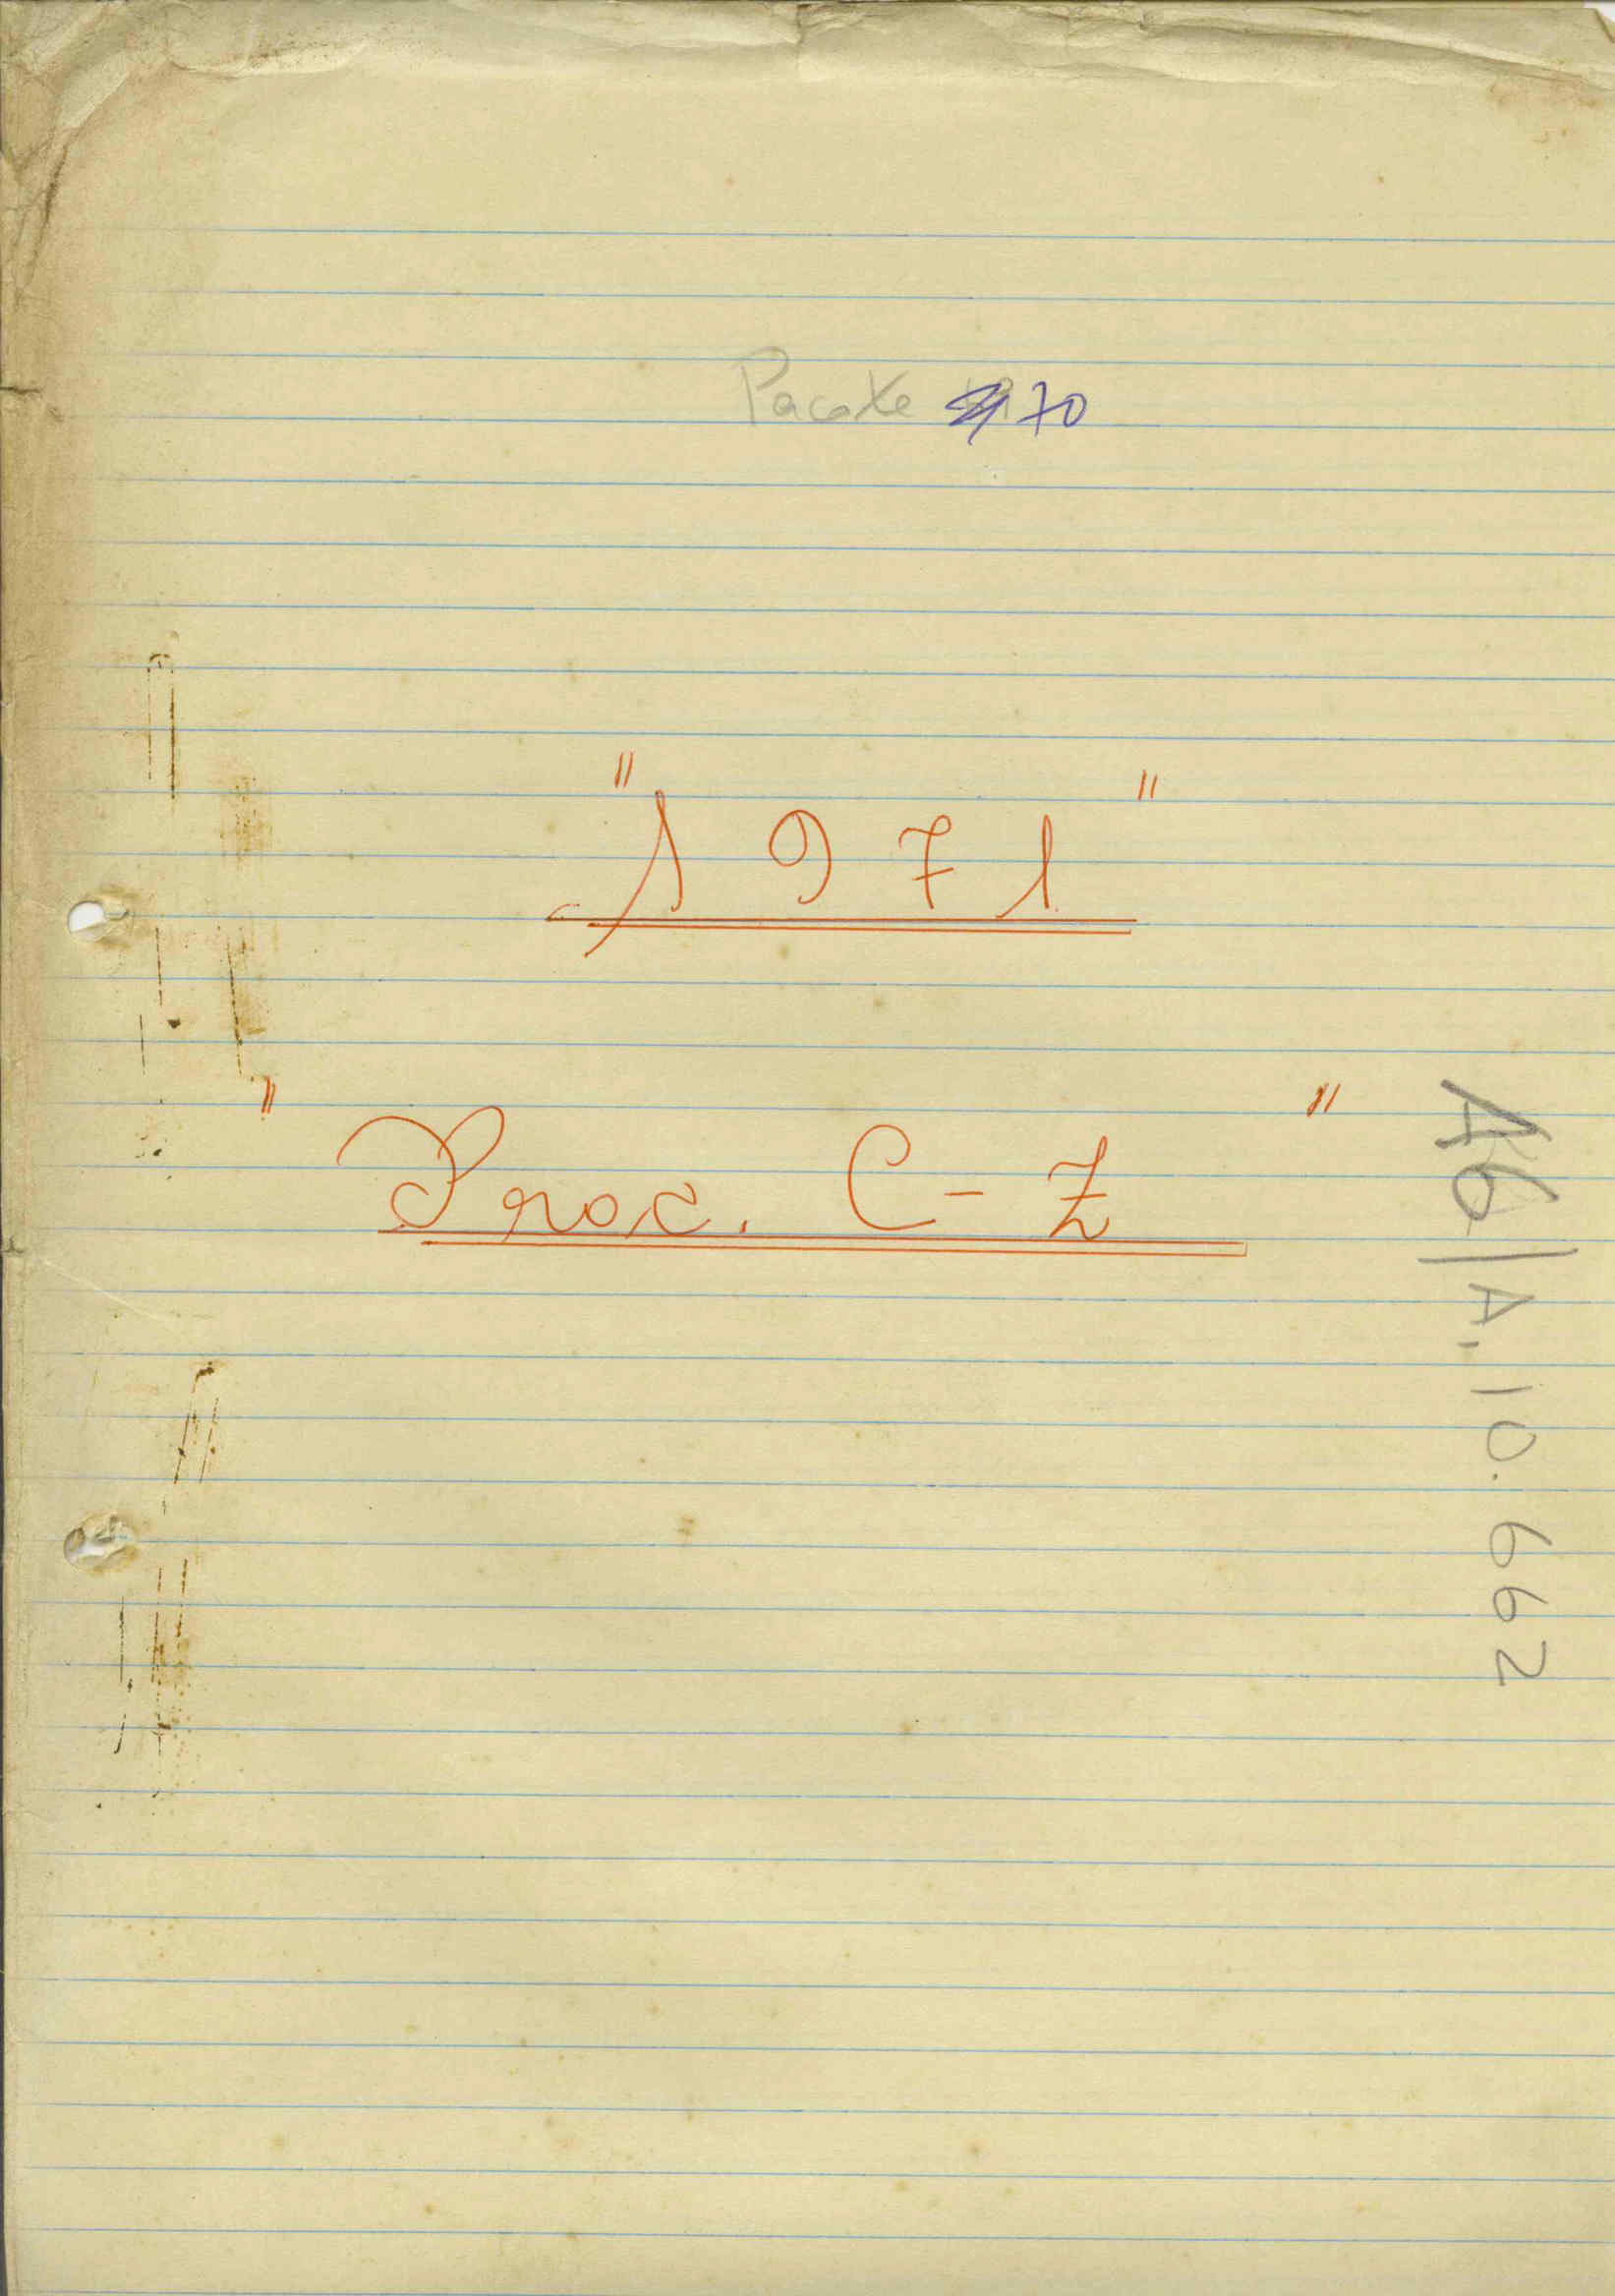 Pacote 70
"1971"
"Proc. C-Z"
A6/A.10.662